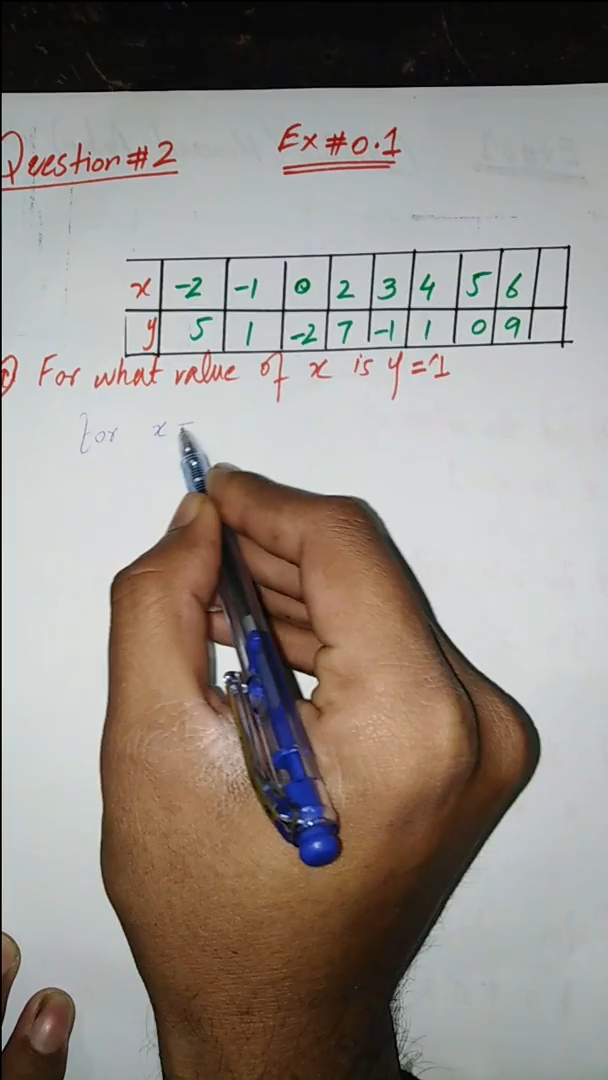 Question #2 Ex # 0.1
x -2 -1 0 2 3 4 5 6
y 5 1 -2 7 -1 1 0 9
For what value of x is y = 1
for x =